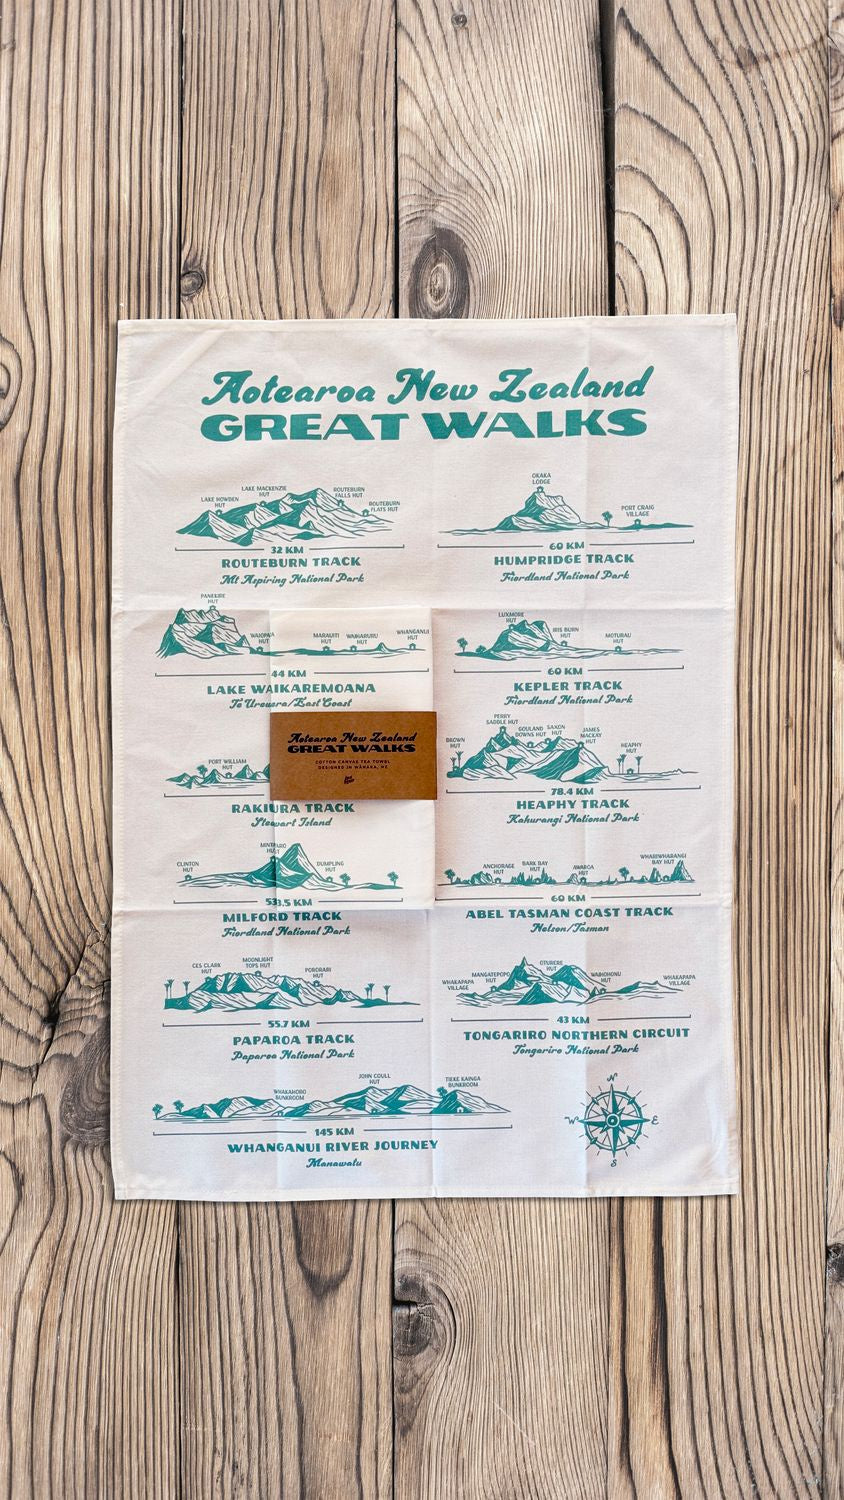 Aotearoa New Zealand
GREAT WALKS
LAKE HOWDEN
HUT
LAKE MACKENZIE
HUT
ROUTEBURN
FALLS HUT
ROUTEBURN
FLATS HUT
32 KM
ROUTEBURN TRACK
Mt Aspiring National Park
OKAKA
LODGE
PORT CRAIG
VILLAGE
60 KM
HUMPRIDGE TRACK
Fiordland National Park
PANEKIRE
HUT
WAIOPAOA
HUT
MARAUITI
HUT
WAIHARURU
HUT
WHANGANUI
HUT
44 KM
LAKE WAIKAREMOANA
Te Urewera/East Coast
LUXMORE
HUT
IRIS BURN
HUT
MOTURAU
HUT
60 KM
KEPLER TRACK
Fiordland National Park
Aotearoa New Zealand
GREAT WALKS
COTTON CANVAS TEA TOWEL
DESIGNED IN WĀNAKA, NZ
PORT WILLIAM
HUT
RAKIURA TRACK
Stewart Island
BROWN
HUT
PERRY
SADDLE HUT
GOULAND
DOWNS HUT
SAXON
HUT
JAMES
MACKAY
HUT
HEAPHY
HUT
78.4 KM
HEAPHY TRACK
Kahurangi National Park
CLINTON
HUT
MINTARO
HUT
DUMPLING
HUT
KM
MILFORD TRACK
Fiordland National Park
ANCHORAGE
HUT
BARK BAY
HUT
AWAROA
HUT
WHARIWHARANGI
BAY HUT
60 KM
ABEL TASMAN COAST TRACK
Nelson/Tasman
CES CLARK
HUT
MOONLIGHT
TOPS HUT
PORORARI
HUT
55.7 KM
PAPAROA TRACK
Paparoa National Park
WHAKAPAPA
VILLAGE
MANGATEPOPO
HUT
OTURERE
HUT
WAIHOHONU
HUT
WHAKAPAPA
VILLAGE
43 KM
TONGARIRO NORTHERN CIRCUIT
Tongariro National Park
WHAKAHORO
BUNKROOM
JOHN COULL
HUT
TIEKE KAINGA
BUNKROOM
145 KM
WHANGANUI RIVER JOURNEY
Manawatu
N
W
E
S